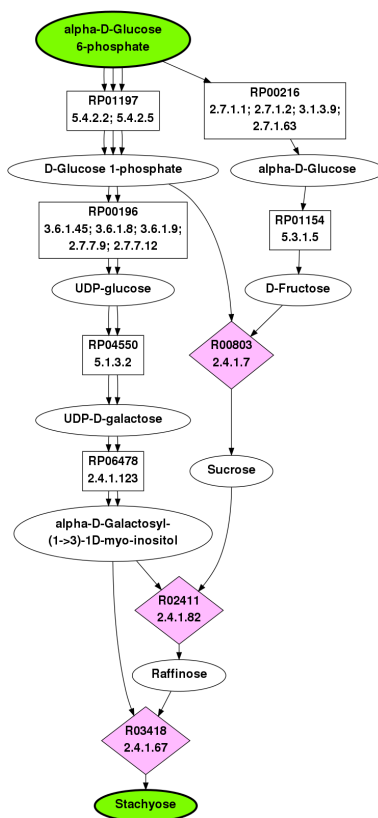 alpha-D-Glucose
6-phosphate
RP01197
5.4.2.2; 5.4.2.5
RP00216
2.7.1.1; 2.7.1.2; 3.1.3.9;
2.7.1.63
D-Glucose 1-phosphate
alpha-D-Glucose
RP00196
3.6.1.45; 3.6.1.8; 3.6.1.9;
2.7.7.9; 2.7.7.12
RP01154
5.3.1.5
UDP-glucose
D-Fructose
RP04550
5.1.3.2
R00803
2.4.1.7
UDP-D-galactose
RP06478
2.4.1.123
Sucrose
alpha-D-Galactosyl-
(1->3)-1D-myo-inositol
R02411
2.4.1.82
Raffinose
R03418
2.4.1.67
Stachyose